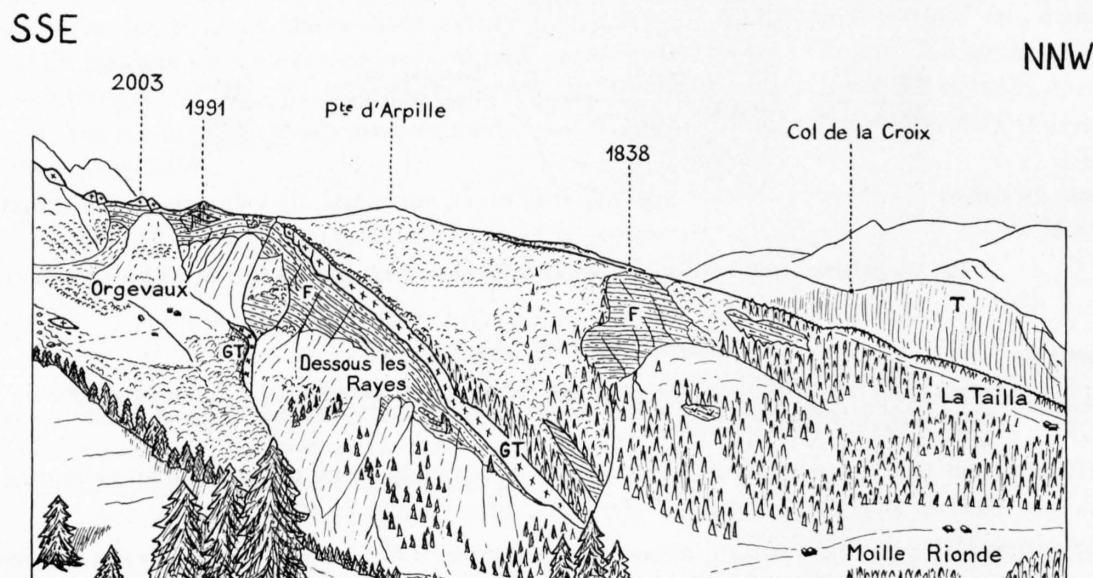 SSE
NNW
2003
1991
Pte d'Arpille
1838
Col de la Croix
Orgevaux
F
F
T
GT
Dessous les
Rayes
La Tailla
GT
Moille Rionde